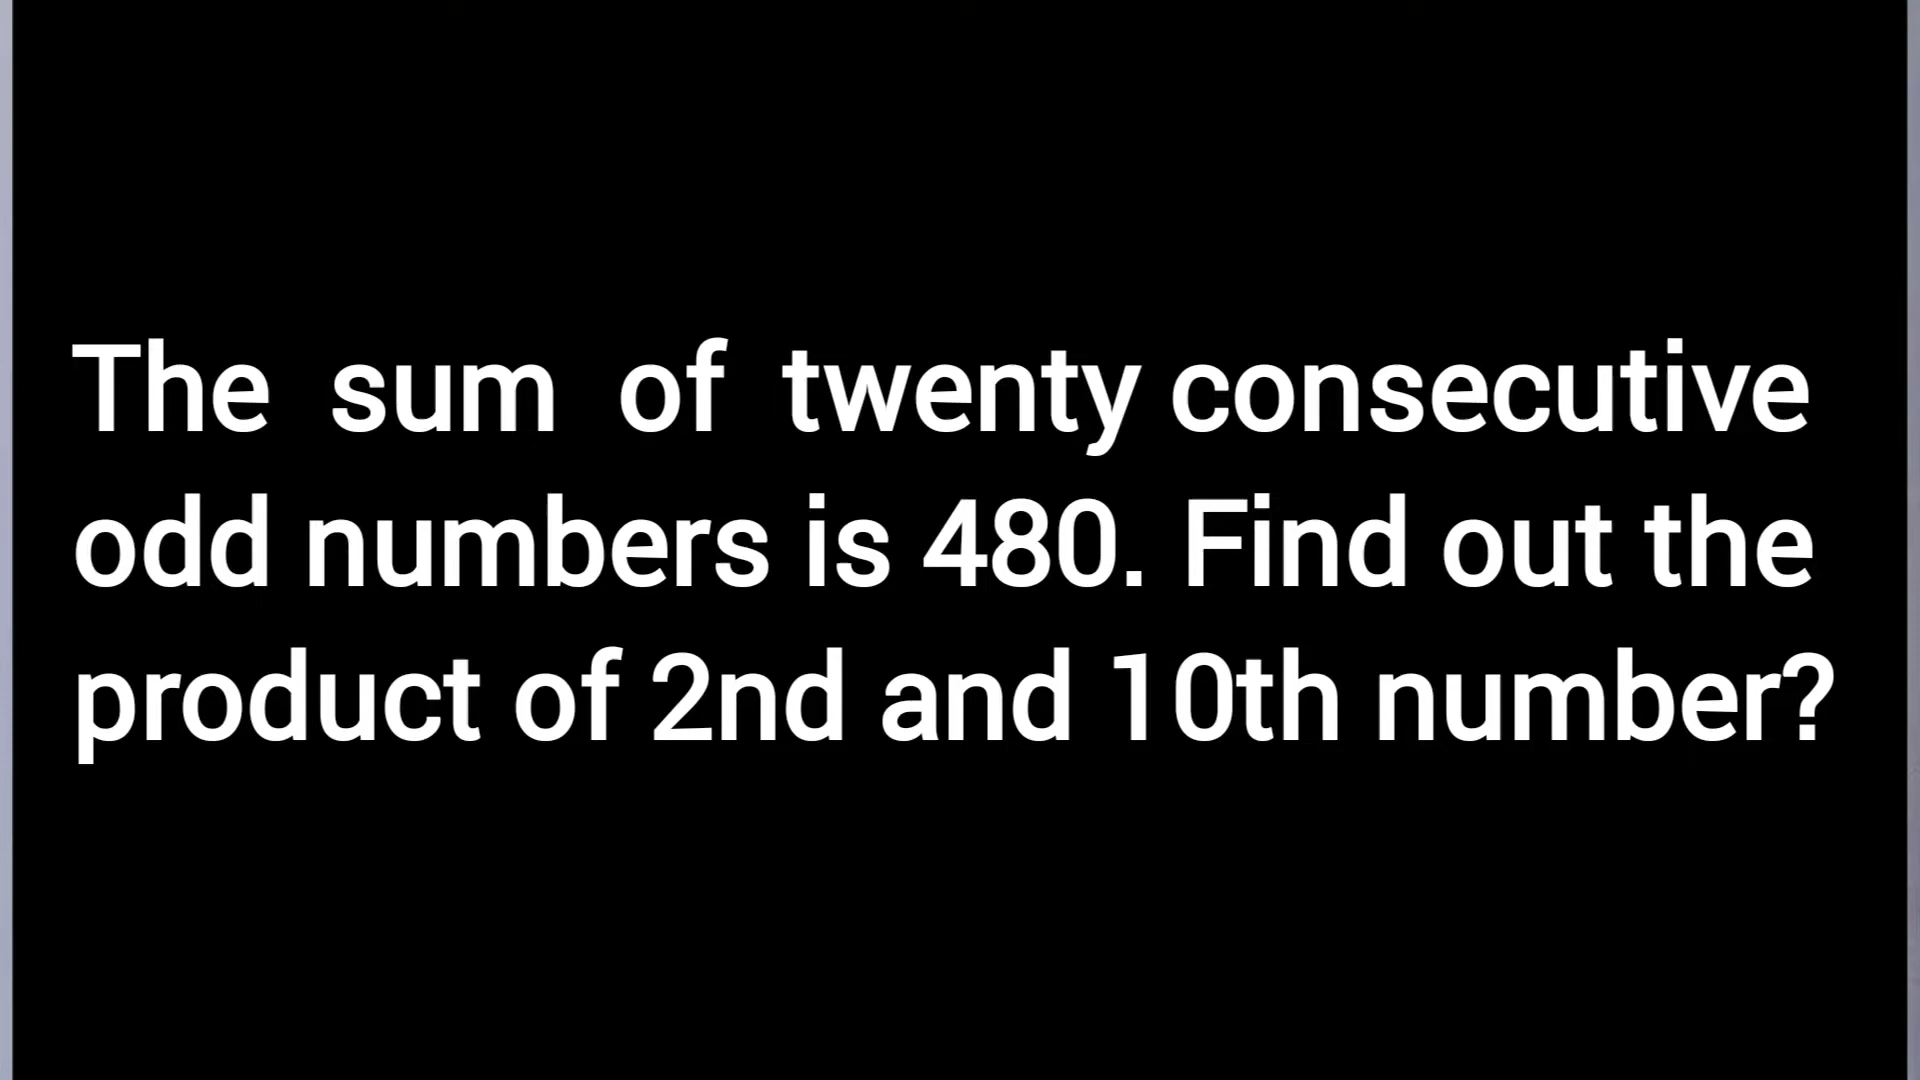 The sum of twenty consecutive
odd numbers is 480. Find out the
product of 2nd and 10th number?